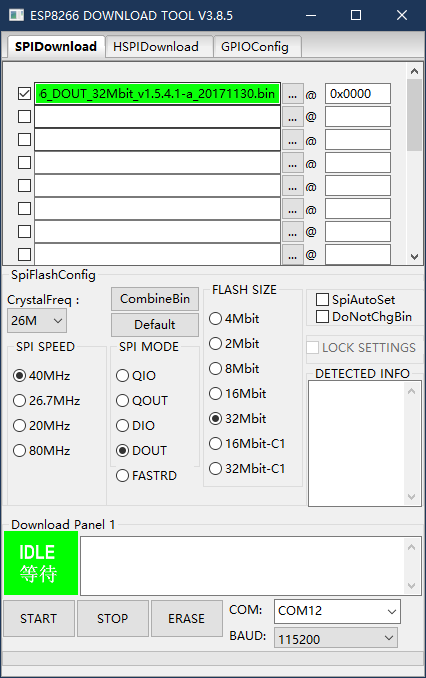 ESP8266 DOWNLOAD TOOL V3.8.5
SPIDownload HSPIDownload GPIOConfig
6_DOUT_32Mbit_v1.5.4.1-a_20171130.bin ... @ 0x0000
... @
... @
... @
... @
... @
... @
... @
SpiFlashConfig
CrystalFreq :
26M
CombineBin
Default
SPI SPEED
40MHz
26.7MHz
20MHz
80MHz
SPI MODE
QIO
QOUT
DIO
DOUT
FASTRD
FLASH SIZE
4Mbit
2Mbit
8Mbit
16Mbit
32Mbit
16Mbit-C1
32Mbit-C1
SpiAutoSet
DoNotChgBin
LOCK SETTINGS
DETECTED INFO
Download Panel 1
IDLE
等待
START STOP ERASE
COM: COM12
BAUD: 115200